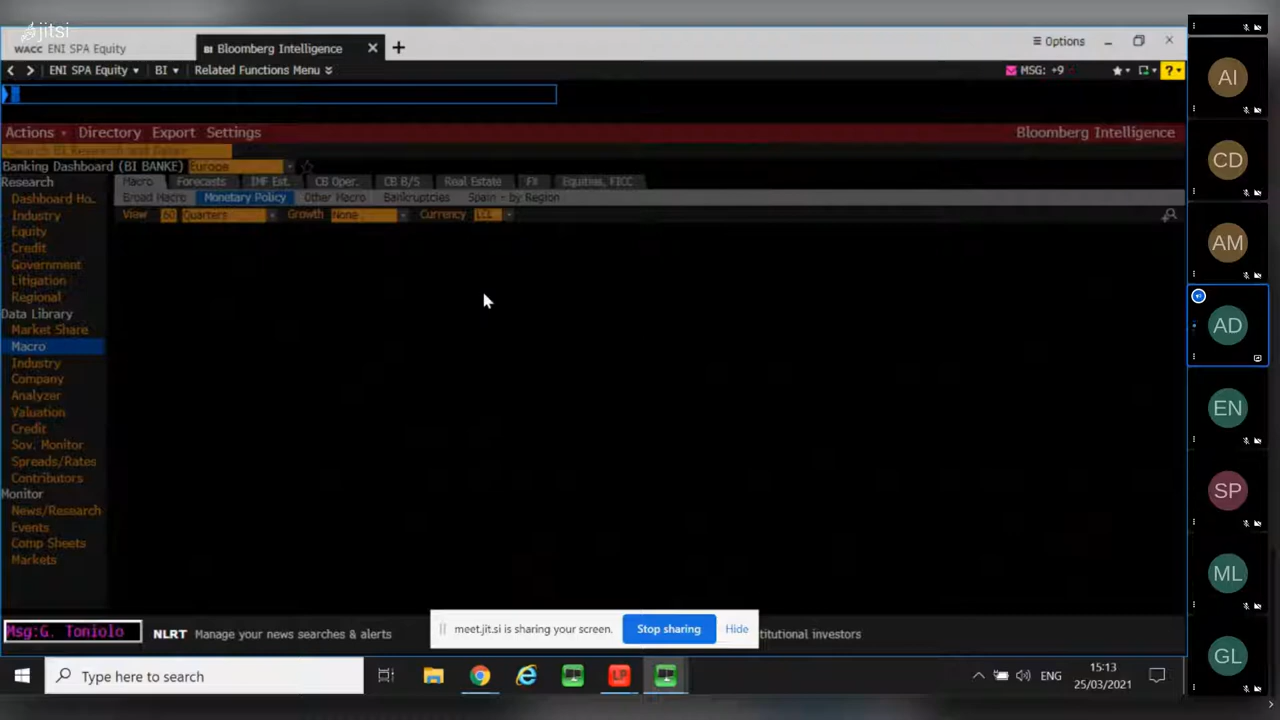 jitsi
WACC ENI SPA Equity
BI Bloomberg Intelligence
Options
ENI SPA Equity
BI
Related Functions Menu
MSG: +9
?
Actions
Directory
Export
Settings
Bloomberg Intelligence
Banking Dashboard (BI BANKE)
Europe
Research
Macro
Forecasts
IMF Est.
CB Oper.
CB B/S
Real Estate
FX
Equities, FICC
Dashboard Ho..
Broad Macro
Monetary Policy
Other Macro
Bankruptcies
Spain - by Region
Industry
View
60
Quarters
Growth
None
Currency
Equity
Credit
Government
Litigation
Regional
Data Library
Market Share
Macro
Industry
Company
Analyzer
Valuation
Credit
Sov. Monitor
Spreads/Rates
Contributors
Monitor
News/Research
Events
Comp Sheets
Markets
Msg:G. Toniolo
NLRT Manage your news searches & alerts
meet.jit.si is sharing your screen.
Stop sharing
Hide
titutional investors
Type here to search
LP
ENG
15:13
25/03/2021
AI
CD
AM
AD
EN
SP
ML
GL